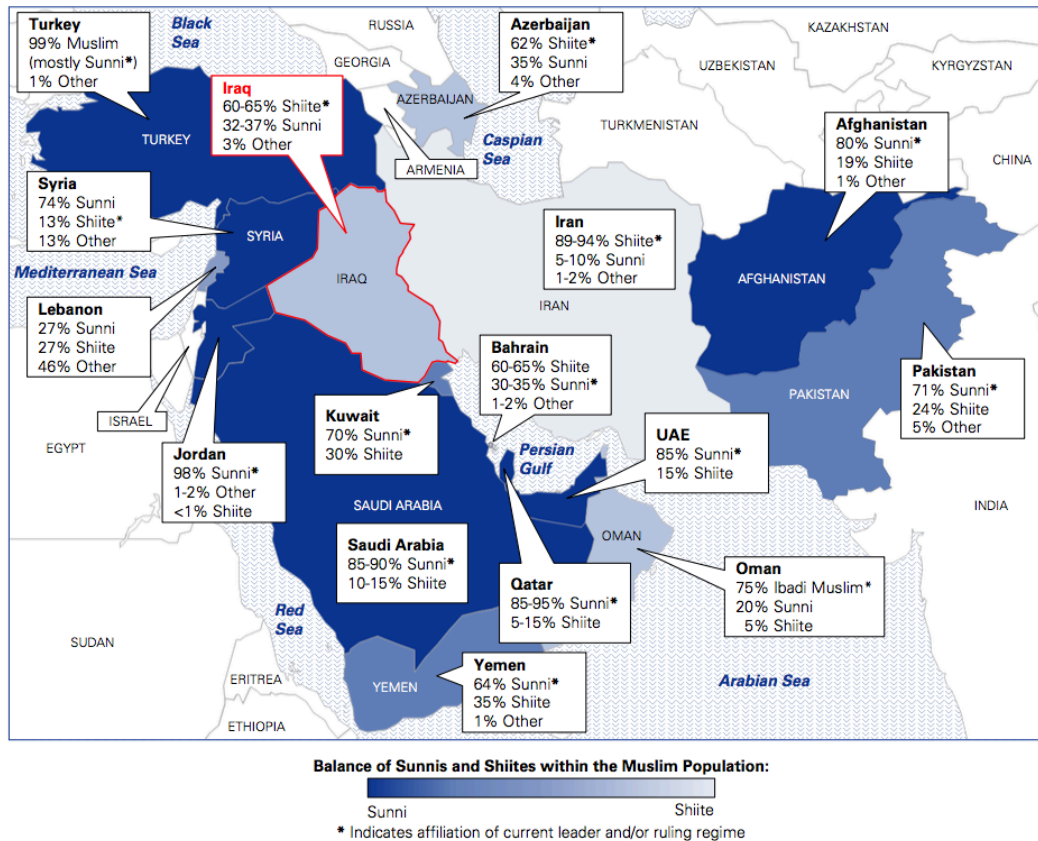 Turkey
99% Muslim
(mostly Sunni*)
1% Other
Black
Sea
RUSSIA
GEORGIA
Azerbaijan
62% Shiite*
35% Sunni
4% Other
KAZAKHSTAN
UZBEKISTAN
KYRGYZSTAN
Iraq
60-65% Shiite*
32-37% Sunni
3% Other
AZERBAIJAN
TURKEY
Caspian
Sea
TURKMENISTAN
ARMENIA
Afghanistan
80% Sunni*
19% Shiite
1% Other
CHINA
Syria
74% Sunni
13% Shiite*
13% Other
SYRIA
Mediterranean Sea
IRAQ
Iran
89-94% Shiite*
5-10% Sunni
1-2% Other
IRAN
AFGHANISTAN
Lebanon
27% Sunni
27% Shiite
46% Other
Bahrain
60-65% Shiite
30-35% Sunni*
1-2% Other
Pakistan
71% Sunni*
24% Shiite
5% Other
PAKISTAN
ISRAEL
EGYPT
Jordan
98% Sunni*
1-2% Other
<1% Shiite
Kuwait
70% Sunni*
30% Shiite
Persian
Gulf
UAE
85% Sunni*
15% Shiite
INDIA
SAUDI ARABIA
Saudi Arabia
85-90% Sunni*
10-15% Shiite
OMAN
Qatar
85-95% Sunni*
5-15% Shiite
Oman
75% Ibadi Muslim*
20% Sunni
5% Shiite
Red
Sea
SUDAN
ERITREA
ETHIOPIA
YEMEN
Yemen
64% Sunni*
35% Shiite
1% Other
Arabian Sea
Balance of Sunnis and Shiites within the Muslim Population:
Sunni
Shiite
* Indicates affiliation of current leader and/or ruling regime